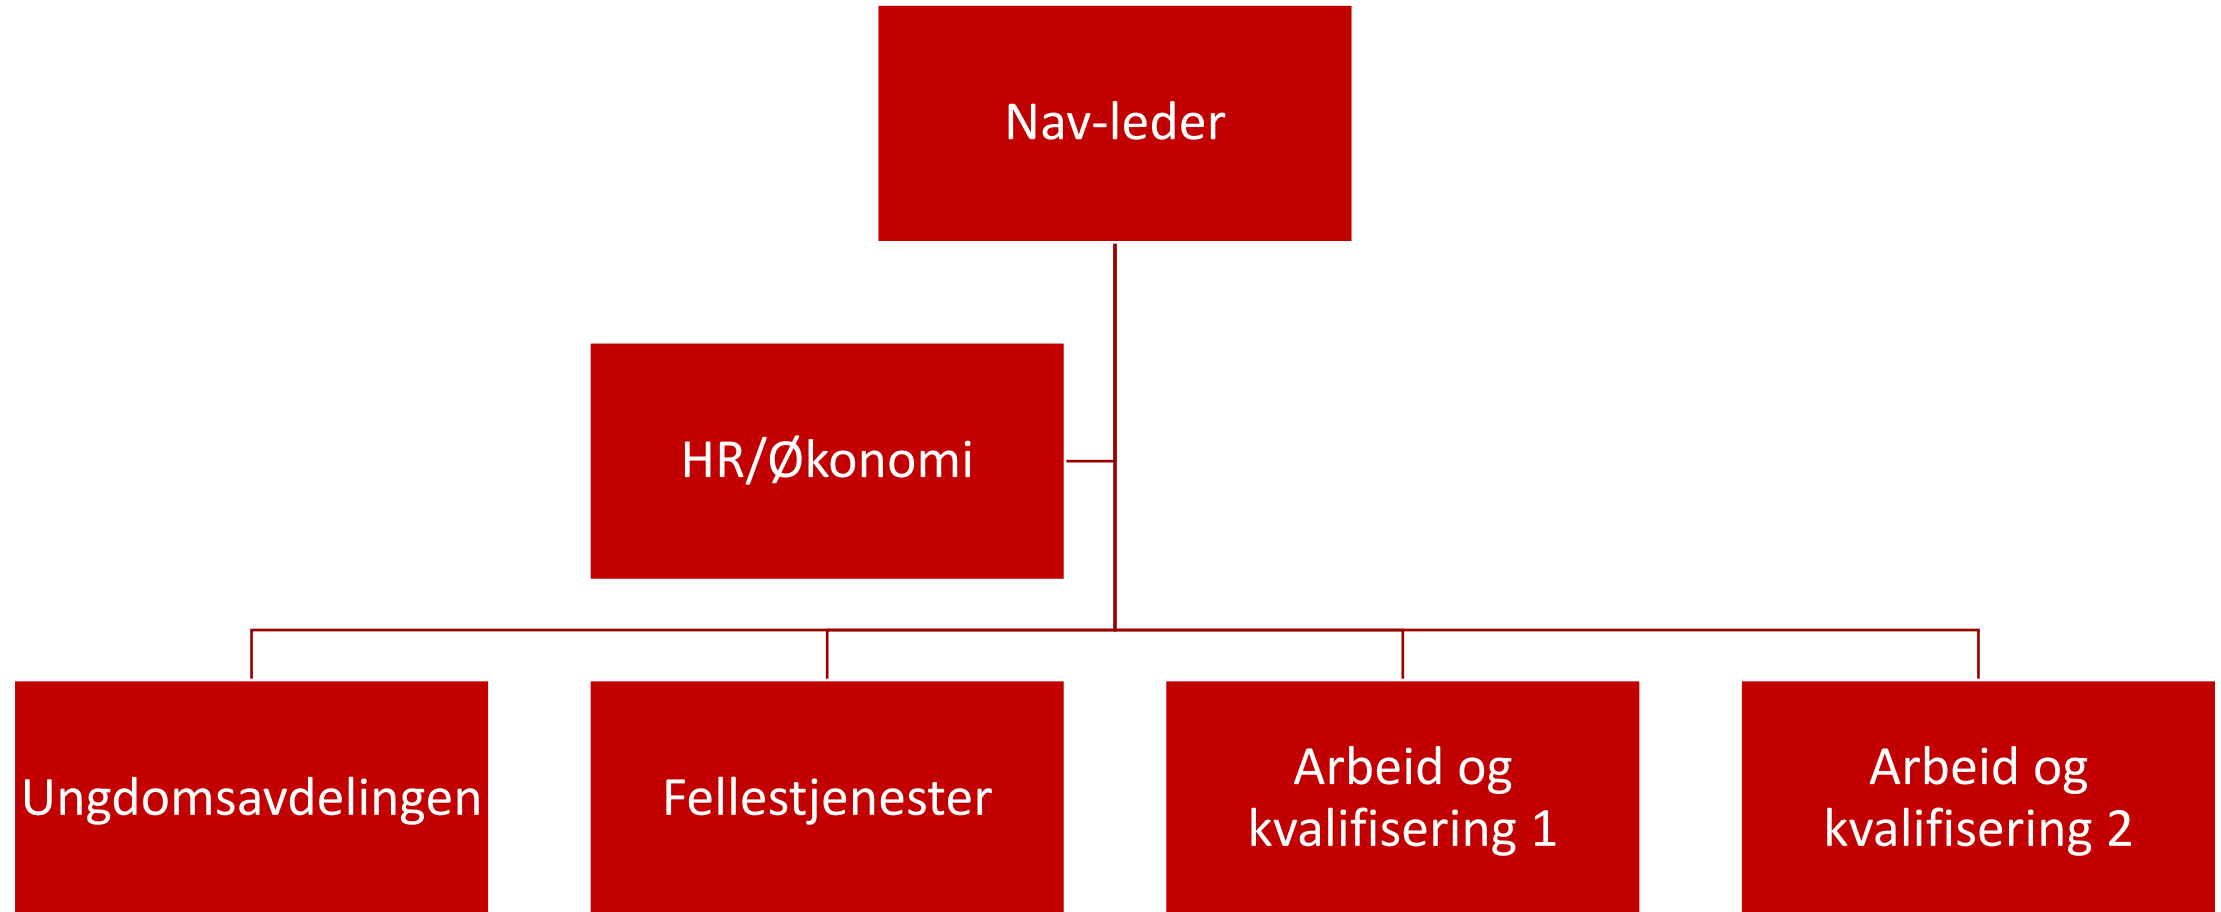 Nav-leder
HR/Økonomi
Ungdomsavdelingen
Fellestjenester
Arbeid og
kvalifisering 1
Arbeid og
kvalifisering 2